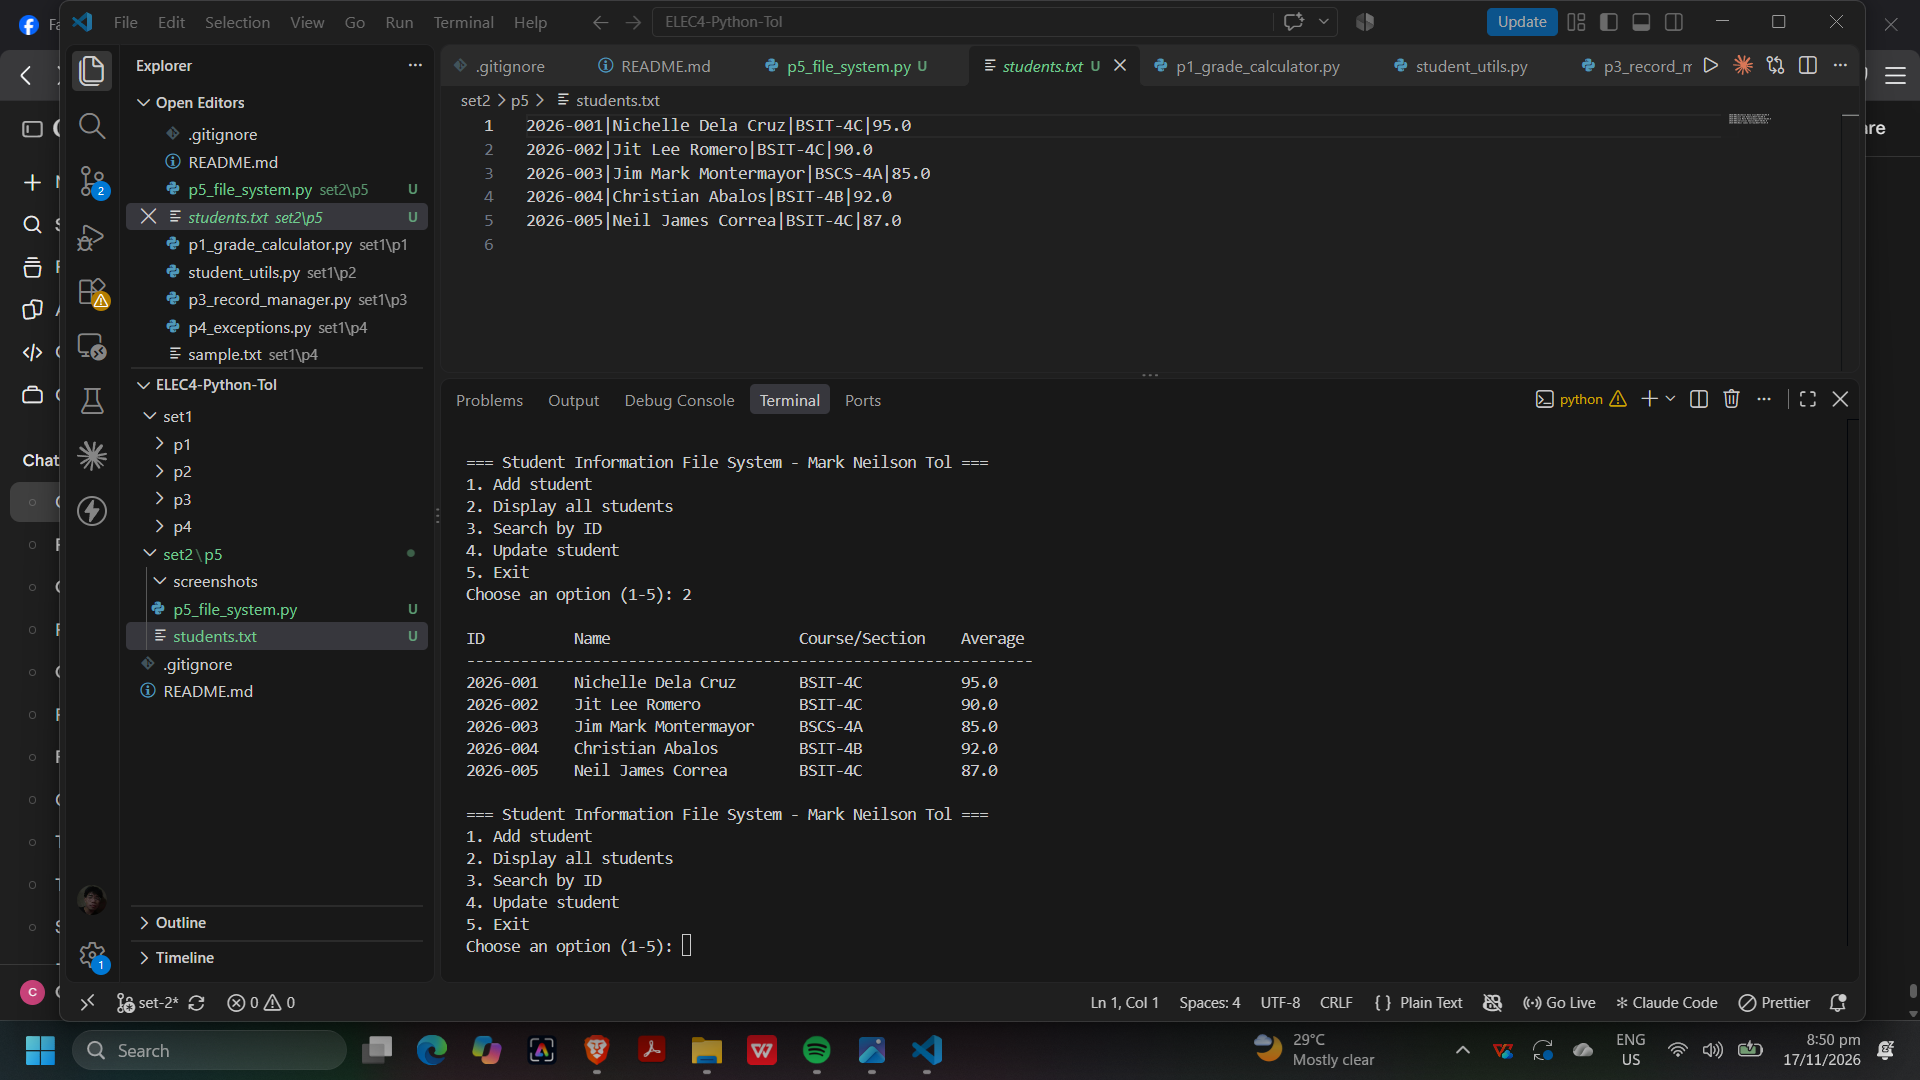 File Edit Selection View Go Run Terminal Help
ELEC4-Python-Tol
Update
Explorer
Open Editors
.gitignore
README.md
p5_file_system.py set2\p5 U
students.txt set2\p5 U
p1_grade_calculator.py set1\p1
student_utils.py set1\p2
p3_record_manager.py set1\p3
p4_exceptions.py set1\p4
sample.txt set1\p4
ELEC4-Python-Tol
set1
p1
p2
p3
p4
set2\p5
screenshots
p5_file_system.py U
students.txt U
.gitignore
README.md
Outline
Timeline
Chat
.gitignore README.md p5_file_system.py U students.txt U p1_grade_calculator.py student_utils.py p3_record_m
set2 > p5 > students.txt
1 2026-001|Nichelle Dela Cruz|BSIT-4C|95.0
2 2026-002|Jit Lee Romero|BSIT-4C|90.0
3 2026-003|Jim Mark Montermayor|BSCS-4A|85.0
4 2026-004|Christian Abalos|BSIT-4B|92.0
5 2026-005|Neil James Correa|BSIT-4C|87.0
6
Problems Output Debug Console Terminal Ports
python
=== Student Information File System - Mark Neilson Tol ===
1. Add student
2. Display all students
3. Search by ID
4. Update student
5. Exit
Choose an option (1-5): 2
ID Name Course/Section Average
---------------------------------------------------------------
2026-001 Nichelle Dela Cruz BSIT-4C 95.0
2026-002 Jit Lee Romero BSIT-4C 90.0
2026-003 Jim Mark Montermayor BSCS-4A 85.0
2026-004 Christian Abalos BSIT-4B 92.0
2026-005 Neil James Correa BSIT-4C 87.0
=== Student Information File System - Mark Neilson Tol ===
1. Add student
2. Display all students
3. Search by ID
4. Update student
5. Exit
Choose an option (1-5):
set-2* 0 0
Ln 1, Col 1 Spaces: 4 UTF-8 CRLF {} Plain Text Go Live Claude Code Prettier
Search
29°C
Mostly clear
ENG
US
8:50 pm
17/11/2026